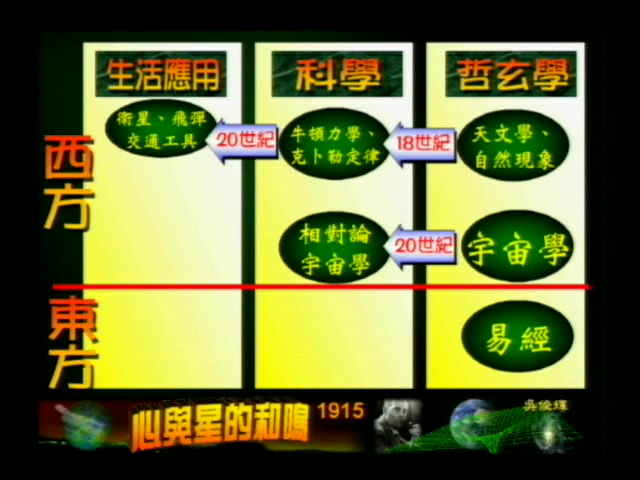 生活應用 科學 哲玄學
西方
衛星、飛彈
交通工具
20世紀
牛頓力學、
克卜勒定律
18世紀
天文學、
自然現象
相對論
宇宙學
20世紀
宇宙學
東方
易經
心與星的和鳴
1915
吳俊輝